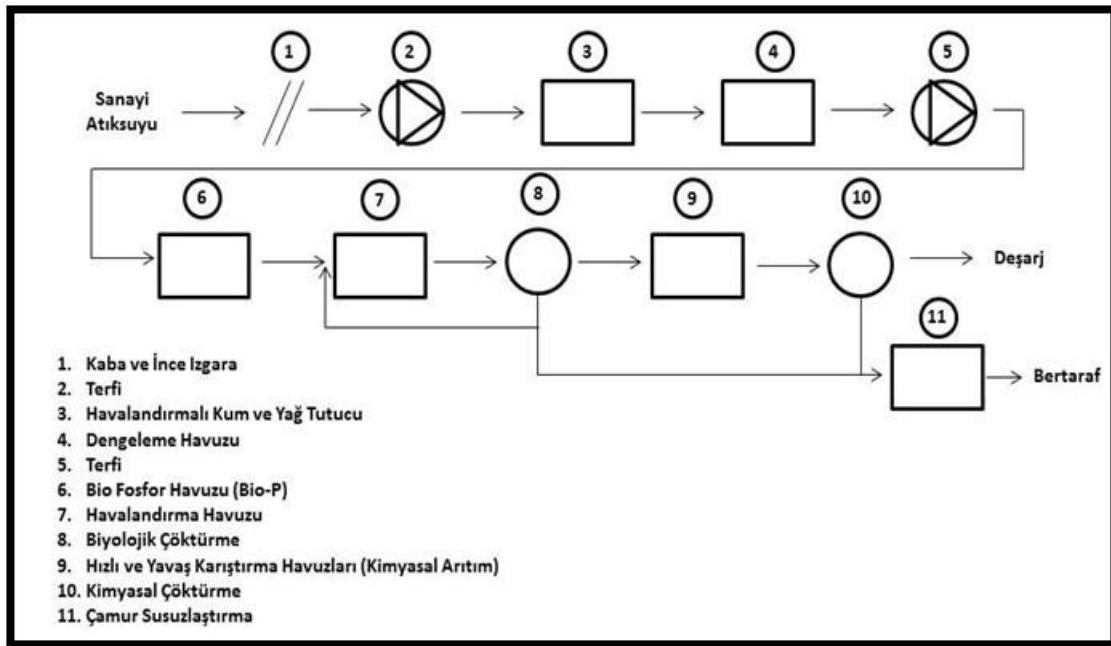 1
2
3
4
5
Sanayi
Atıksuyu
6
7
8
9
10
Deşarj
11
Bertaraf
1. Kaba ve İnce Izgara
2. Terfi
3. Havalandırmalı Kum ve Yağ Tutucu
4. Dengeleme Havuzu
5. Terfi
6. Bio Fosfor Havuzu (Bio-P)
7. Havalandırma Havuzu
8. Biyolojik Çöktürme
9. Hızlı ve Yavaş Karıştırma Havuzları (Kimyasal Arıtım)
10. Kimyasal Çöktürme
11. Çamur Susuzlaştırma